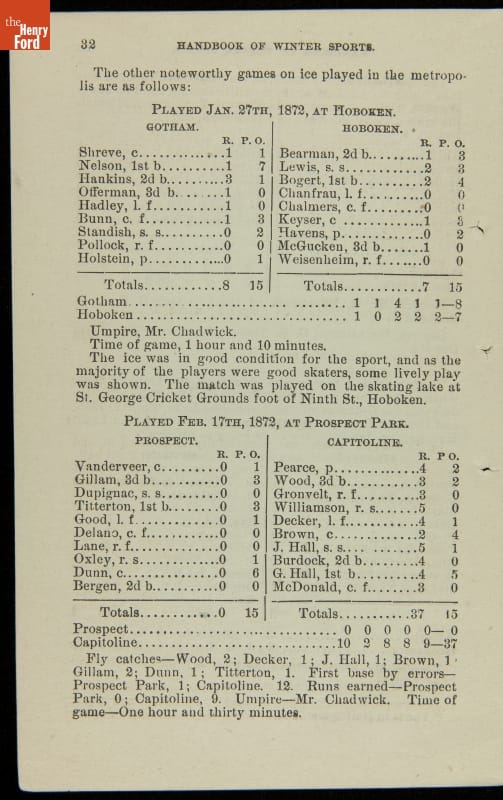 the
Henry
Ford
32 HANDBOOK OF WINTER SPORTS.
The other noteworthy games on ice played in the metropo-
lis are as follows:
PLAYED JAN. 27TH, 1872, AT HOBOKEN.
GOTHAM.
R. P. O.
Shreve, c..............1 1
Nelson, 1st b..........1 7
Hankins, 2d b..........3 1
Offerman, 3d b.........1 0
Hadley, l. f...........1 0
Bunn, c. f.............1 3
Standish, s. s.........0 2
Pollock, r. f..........0 0
Holstein, p............0 1
Totals............8 15
HOBOKEN.
R. P. O.
Bearman, 2d b..........1 3
Lewis, s. s............2 3
Bogert, 1st b..........2 4
Chanfrau, l. f.........0 0
Chalmers, c. f.........0 0
Keyser, c..............1 3
Havens, p..............0 2
McGucken, 3d b.........1 0
Weisenheim, r. f.......0 0
Totals............7 15
Gotham.............................. 1 1 4 1 1—8
Hoboken............................. 1 0 2 2 2—7
Umpire, Mr. Chadwick.
Time of game, 1 hour and 10 minutes.
The ice was in good condition for the sport, and as the
majority of the players were good skaters, some lively play
was shown. The match was played on the skating lake at
St. George Cricket Grounds foot of Ninth St., Hoboken.
PLAYED FEB. 17TH, 1872, AT PROSPECT PARK.
PROSPECT.
R. P. O.
Vanderveer, c.........0 1
Gillam, 3d b..........0 3
Dupignac, s. s........0 0
Titterton, 1st b......0 3
Good, l. f............0 1
Delano, c. f..........0 0
Lane, r. f............0 0
Oxley, r. s...........0 1
Dunn, c...............0 6
Bergen, 2d b..........0 0
Totals............0 15
CAPITOLINE.
R. P O.
Pearce, p..............4 2
Wood, 3d b.............3 2
Gronvelt, r. f.........3 0
Williamson, r. s.......5 0
Decker, l. f...........4 1
Brown, c...............2 4
J. Hall, s. s..........5 1
Burdock, 2d b..........4 0
G. Hall, 1st b.........4 5
McDonald, c. f.........3 0
Totals...........37 15
Prospect.............................. 0 0 0 0 0— 0
Capitoline............................10 2 8 8 9—37
Fly catches—Wood, 2; Decker, 1; J. Hall, 1; Brown, 1
Gillam, 2; Dunn, 1; Titterton, 1. First base by errors—
Prospect Park, 1; Capitoline. 12. Runs earned—Prospect
Park, 0; Capitoline, 9. Umpire—Mr. Chadwick. Time of
game—One hour and thirty minutes.